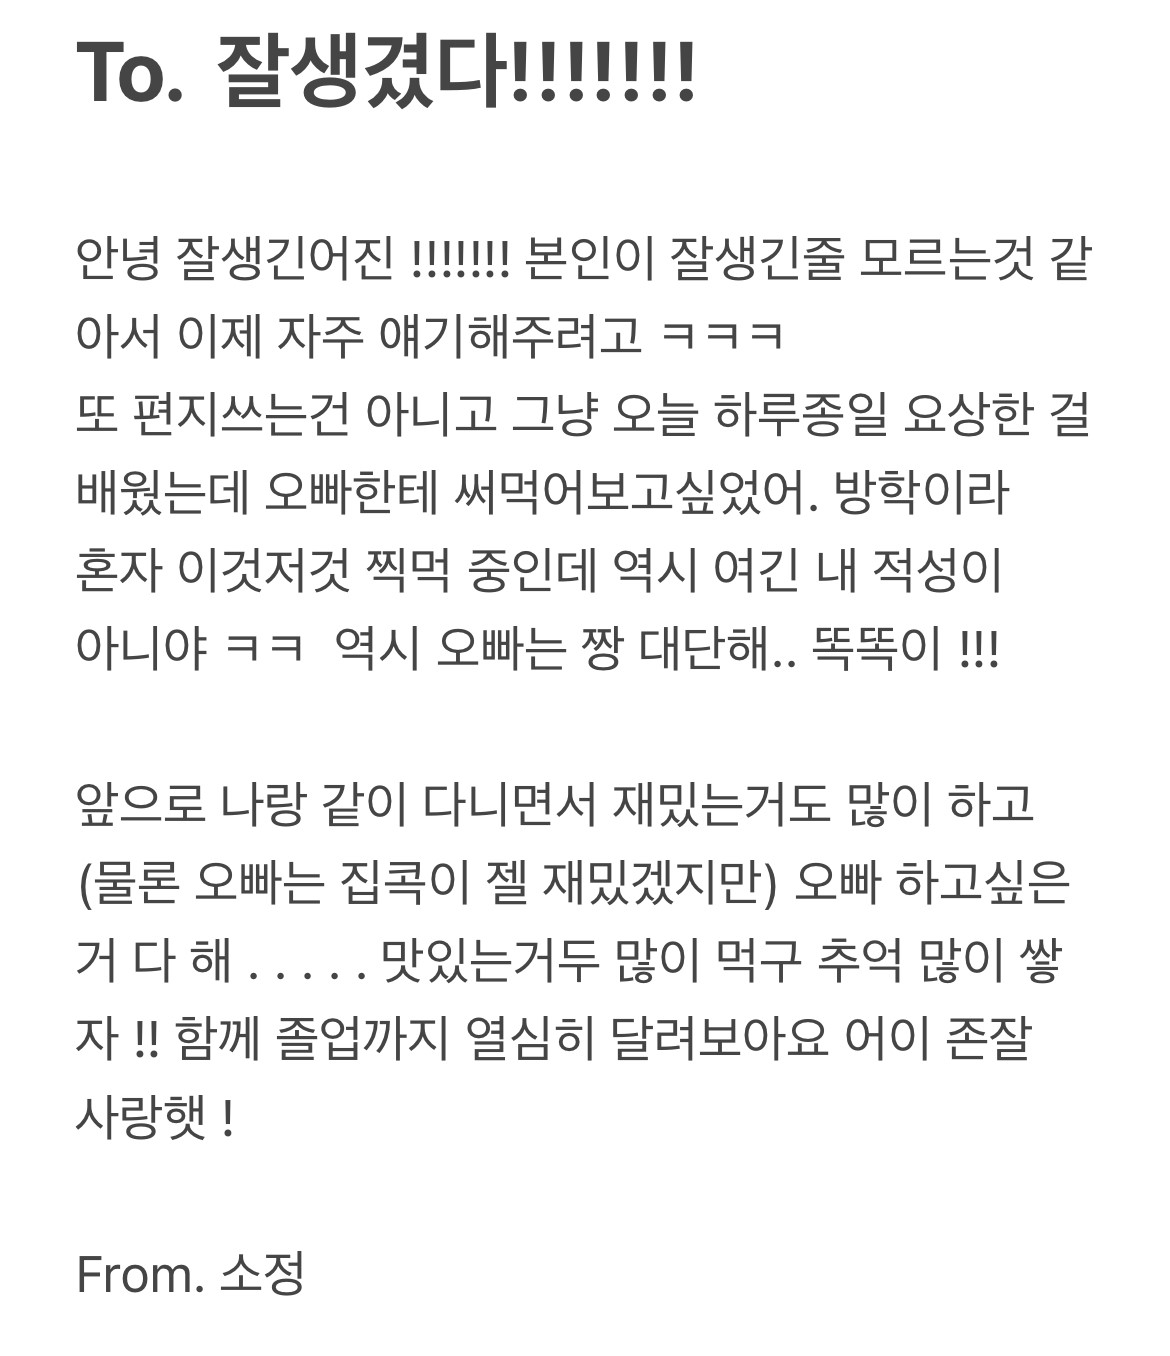 To. 잘생겼다!!!!!!!
안녕 잘생긴어진 !!!!!!! 본인이 잘생긴줄 모르는것 같
아서 이제 자주 얘기해주려고 ㅋㅋㅋ
또 편지쓰는건 아니고 그냥 오늘 하루종일 요상한 걸
배웠는데 오빠한테 써먹어보고싶었어. 방학이라
혼자 이것저것 찍먹 중인데 역시 여긴 내 적성이
아니야 ㅋㅋ  역시 오빠는 짱 대단해.. 똑똑이 !!!
앞으로 나랑 같이 다니면서 재밌는거도 많이 하고
(물론 오빠는 집콕이 젤 재밌겠지만) 오빠 하고싶은
거 다 해 . . . . . 맛있는거두 많이 먹구 추억 많이 쌓
자 !! 함께 졸업까지 열심히 달려보아요 어이 존잘
사랑햇 !
From. 소정